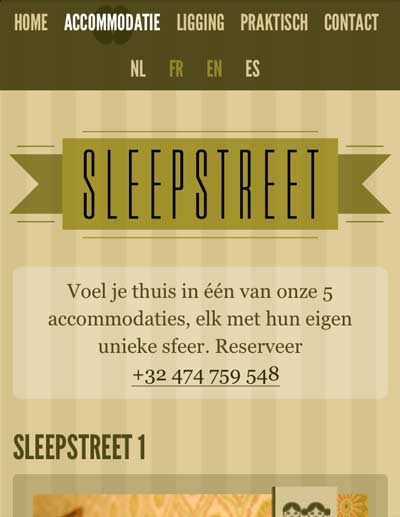 HOME ACCOMMODATIE LIGGING PRAKTISCH CONTACT
NL FR EN ES
SLEEPSTREET
Voel je thuis in één van onze 5
accommodaties, elk met hun eigen
unieke sfeer. Reserveer
+32 474 759 548
SLEEPSTREET 1